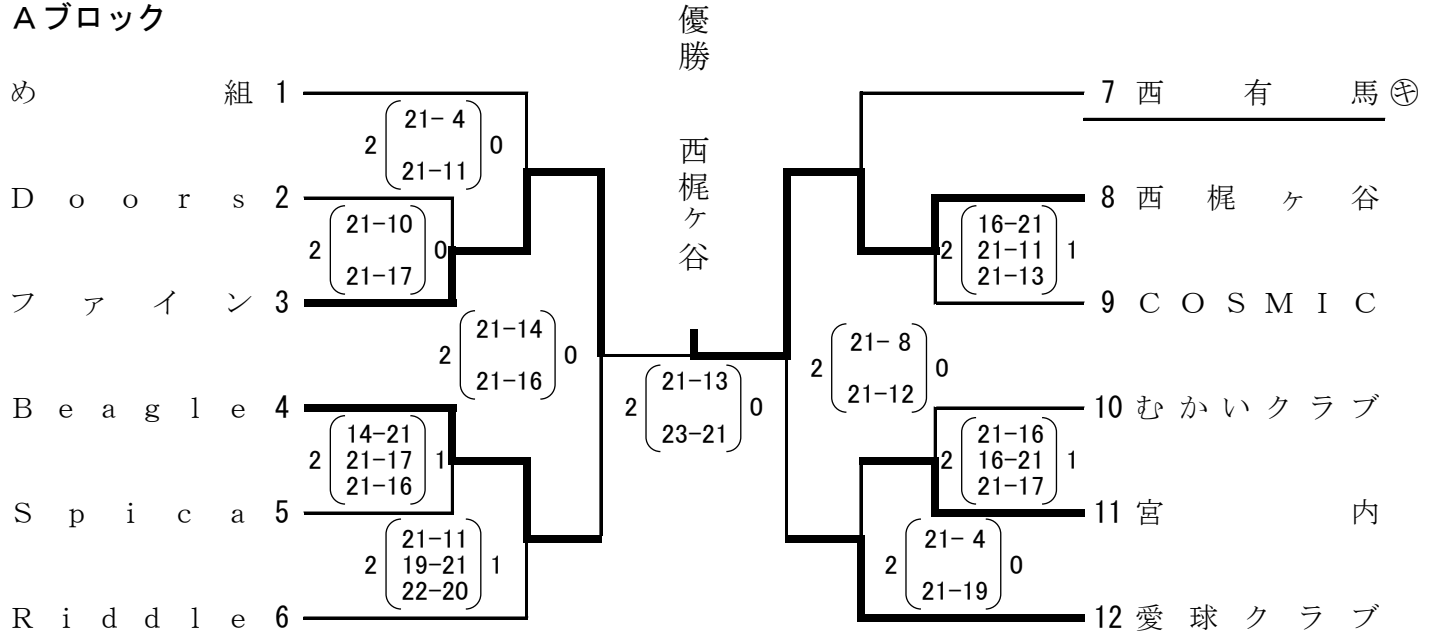 Aブロック
優勝 西梶ヶ谷
め組 1
2 (21-4 21-11) 0
Doors 2
2 (21-10 21-17) 0
ファイン 3
2 (21-14 21-16) 0
Beagle 4
2 (14-21 21-17 21-16) 1
Spica 5
2 (21-11 19-21 22-20) 1
Riddle 6
2 (21-13 23-21) 0
7 西有馬 ㋖
8 西梶ヶ谷
2 (16-21 21-11 21-13) 1
9 COSMIC
2 (21-8 21-12) 0
10 むかいクラブ
2 (21-16 16-21 21-17) 1
11 宮内
2 (21-4 21-19) 0
12 愛球クラブ